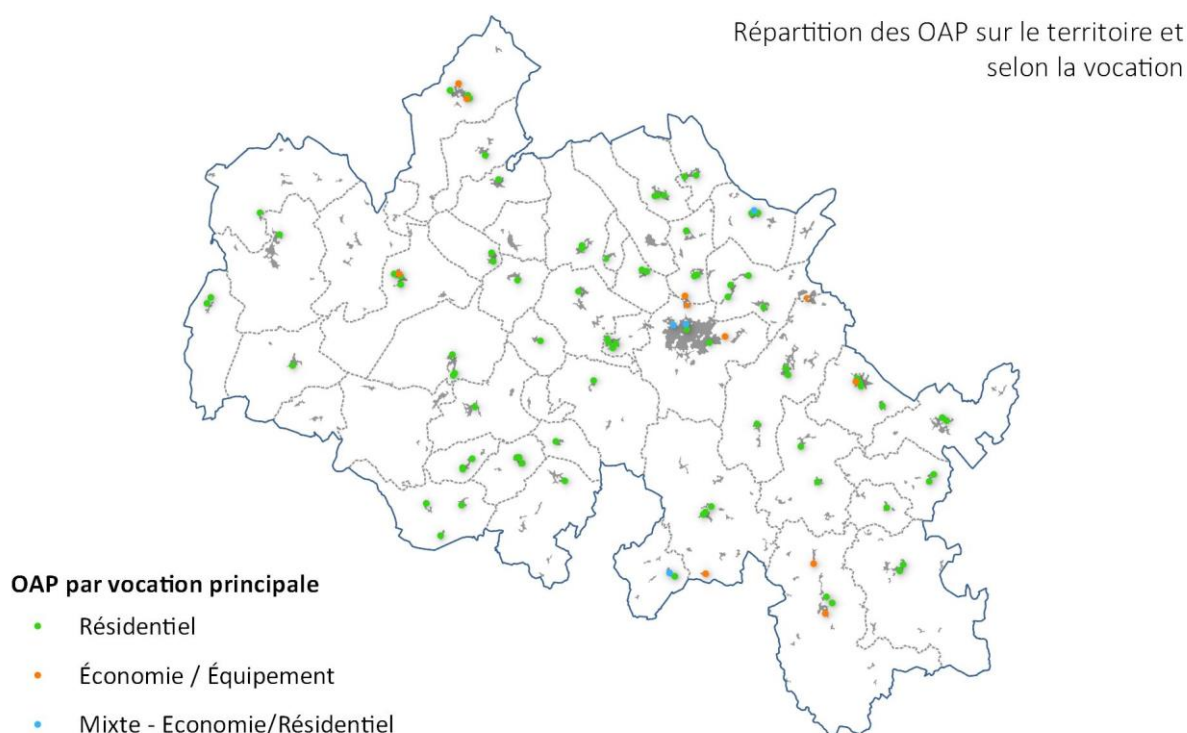 Répartition des OAP sur le territoire et
selon la vocation
OAP par vocation principale
Résidentiel
Économie / Équipement
Mixte - Economie/Résidentiel